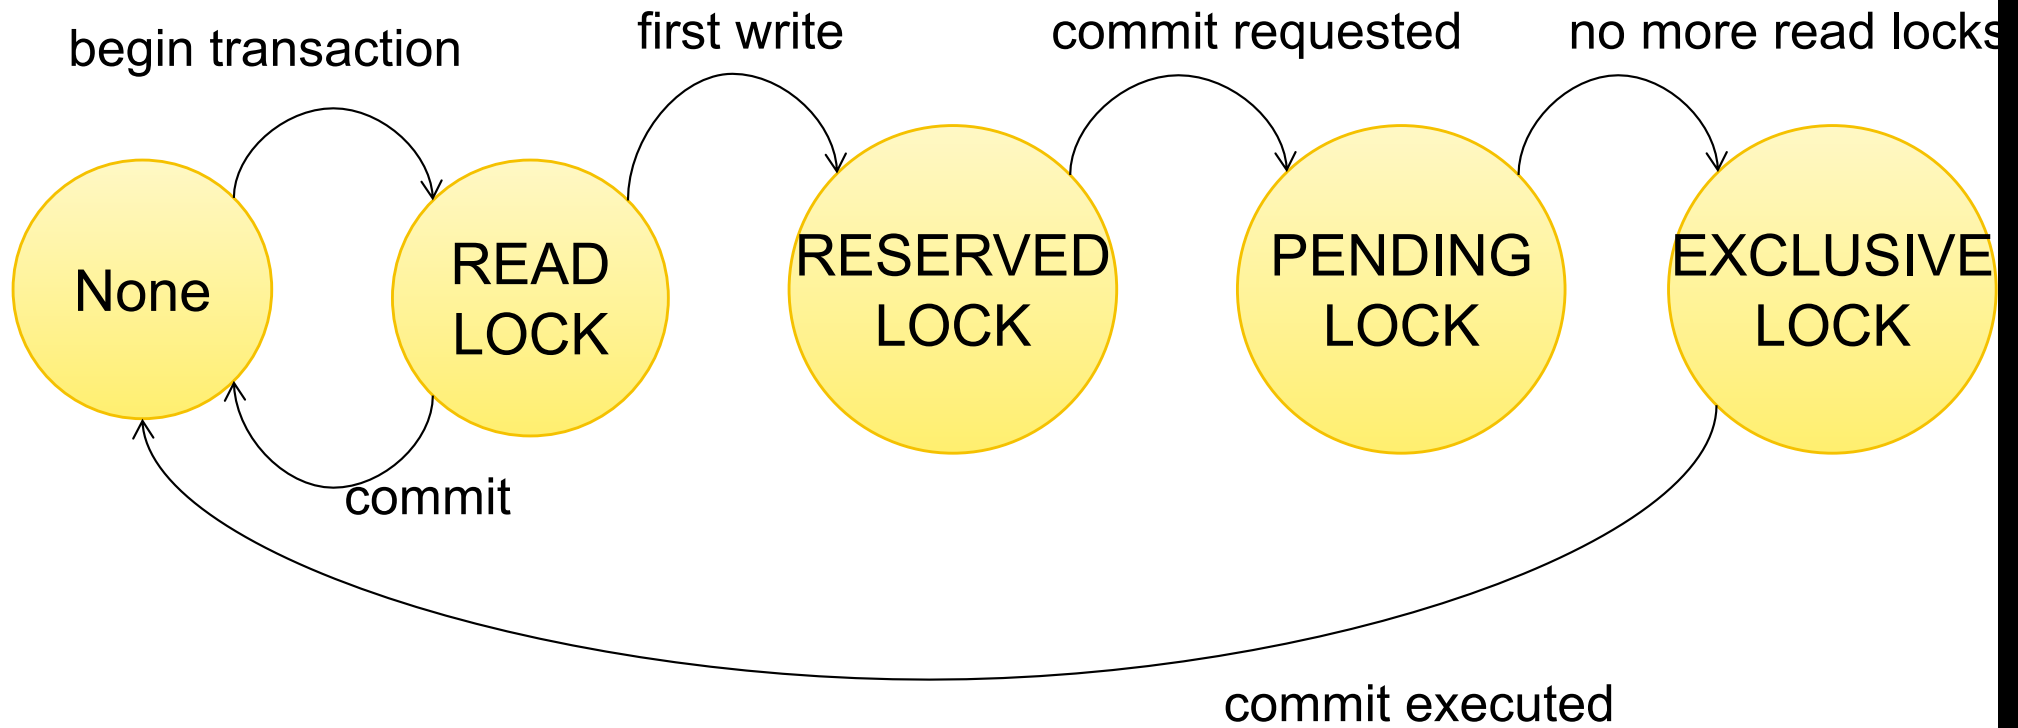 begin transaction
first write
commit requested
no more read locks
None
READ
LOCK
RESERVED
LOCK
PENDING
LOCK
EXCLUSIVE
LOCK
commit
commit executed